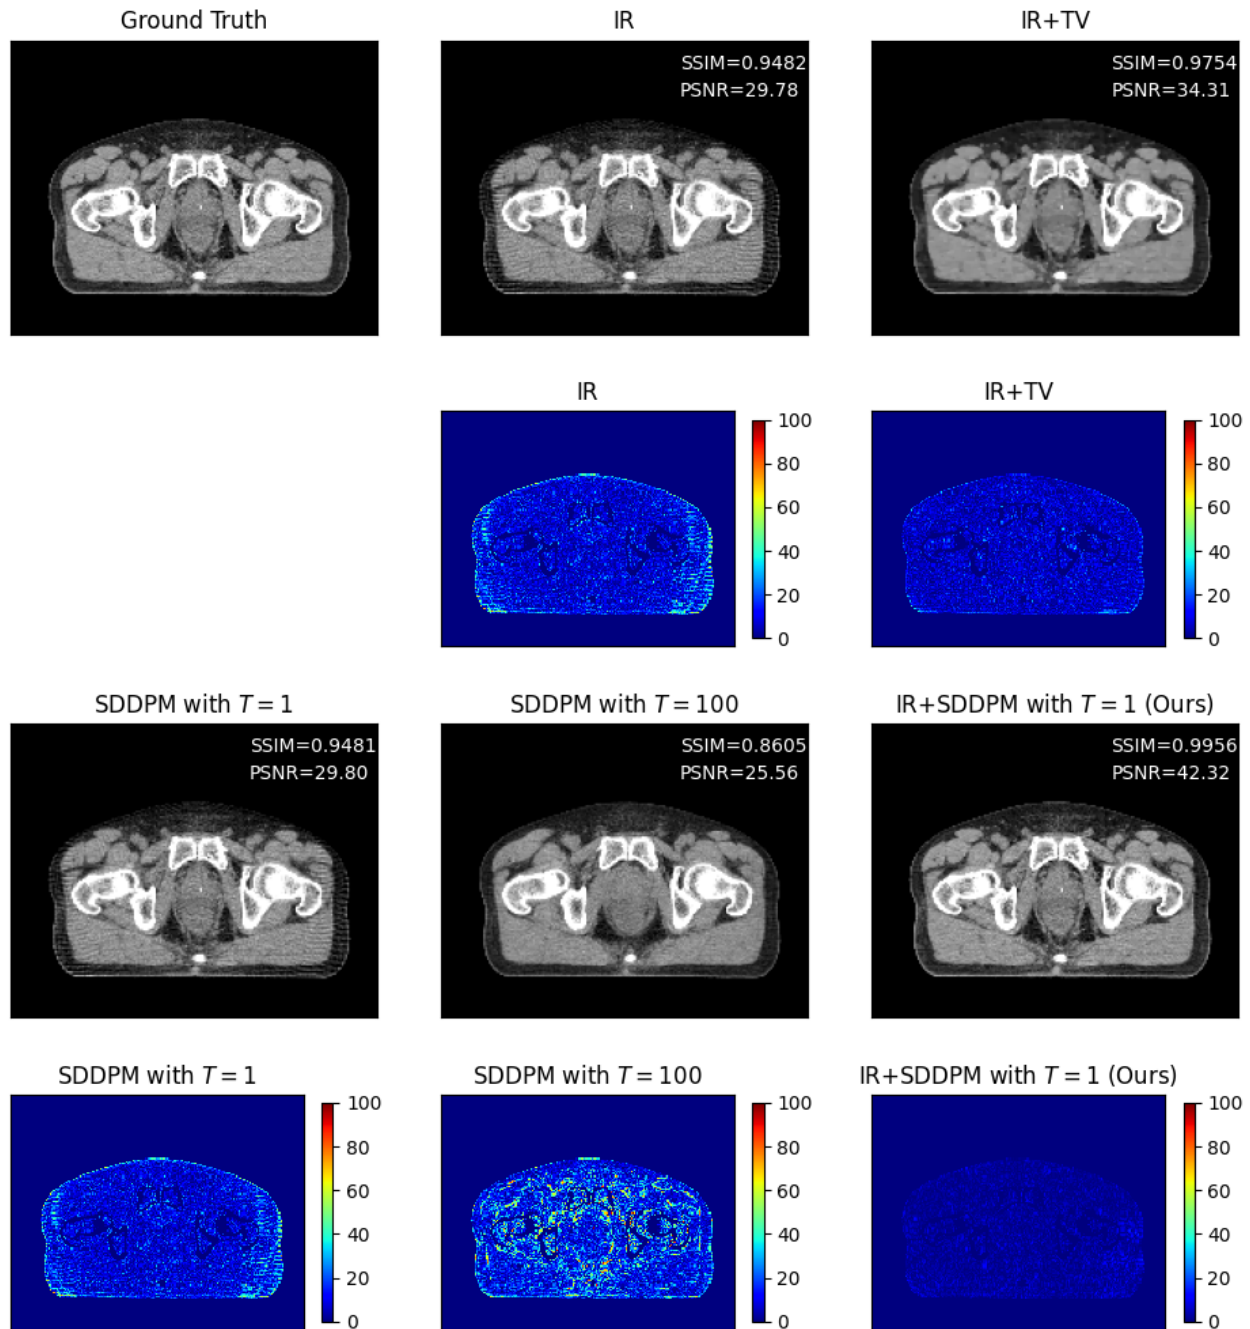 Ground Truth
IR
IR+TV
SSIM=0.9482
PSNR=29.78
SSIM=0.9754
PSNR=34.31
IR
IR+TV
100
80
60
40
20
0
100
80
60
40
20
0
SDDPM with T = 1
SDDPM with T = 100
IR+SDDPM with T = 1 (Ours)
SSIM=0.9481
PSNR=29.80
SSIM=0.8605
PSNR=25.56
SSIM=0.9956
PSNR=42.32
SDDPM with T = 1
SDDPM with T = 100
IR+SDDPM with T = 1 (Ours)
100
80
60
40
20
0
100
80
60
40
20
0
100
80
60
40
20
0